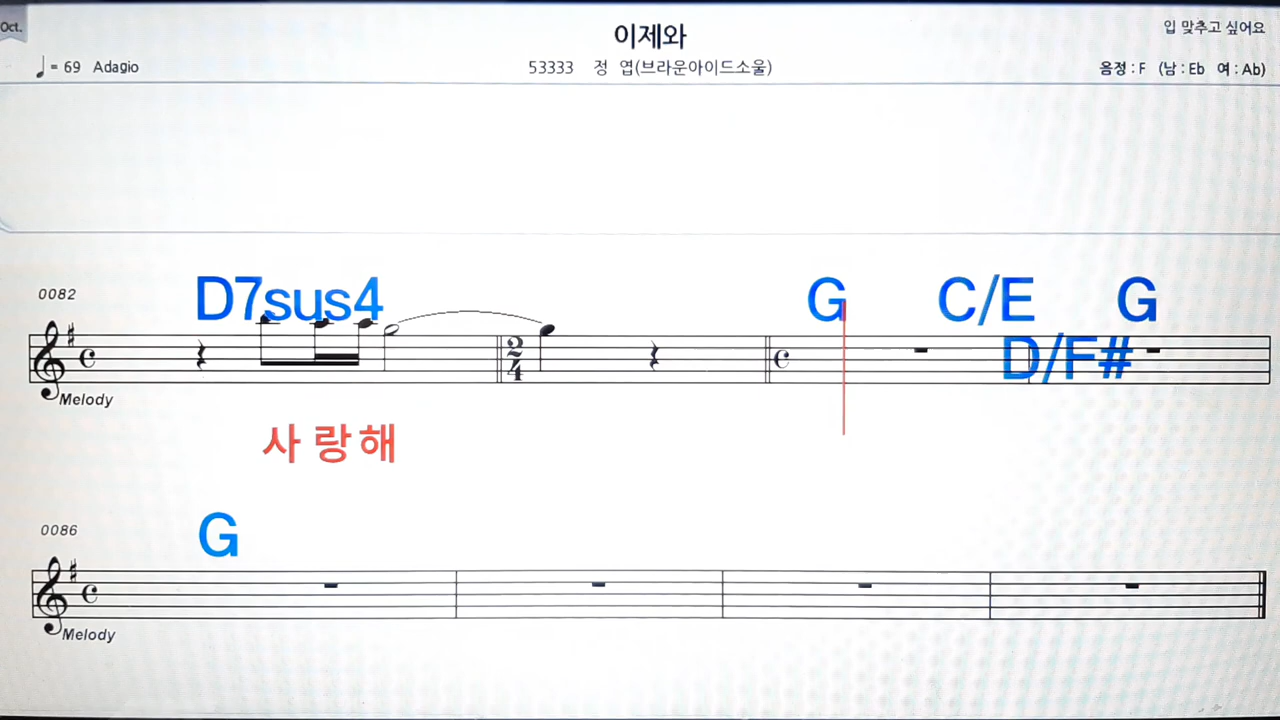 Oct.
이제와
입 맞추고 싶어요
♩= 69 Adagio
53333 정 엽(브라운아이드소울)
음정 : F (남 : Eb 여 : Ab)
0082
D7sus4
G
C/E
G
D/F#
2
4
Melody
사 랑 해
0086
G
Melody